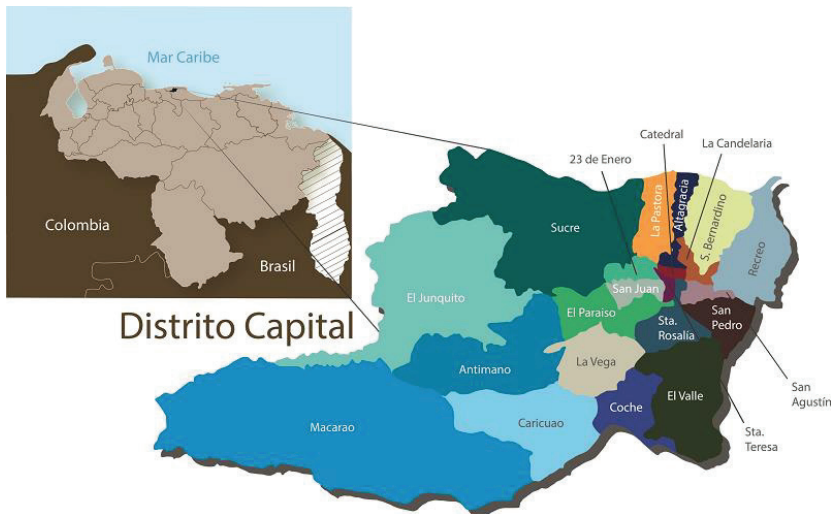 Mar Caribe
Colombia
Brasil
Distrito Capital
Catedral
La Candelaria
23 de Enero
La Pastora
Altagracia
S. Bernardino
Recreo
Sucre
El Junquito
San Juan
El Paraiso
Sta.
Rosalía
San
Pedro
La Vega
Antimano
San
Agustín
El Valle
Coche
Caricuao
Macarao
Sta.
Teresa